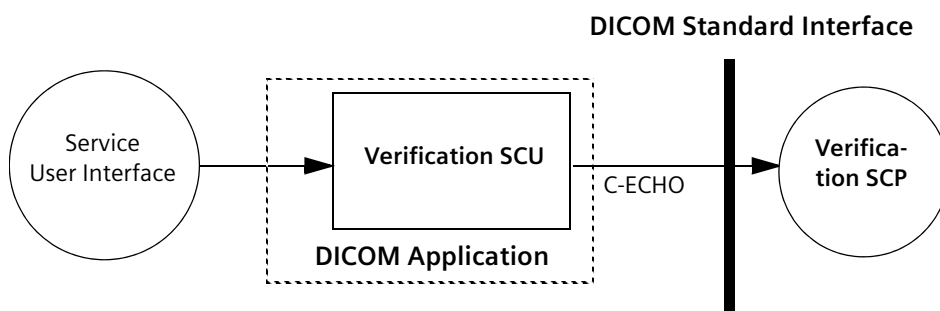 DICOM Standard Interface
Service
User Interface
Verification SCU
C-ECHO
Verifica-
tion SCP
DICOM Application